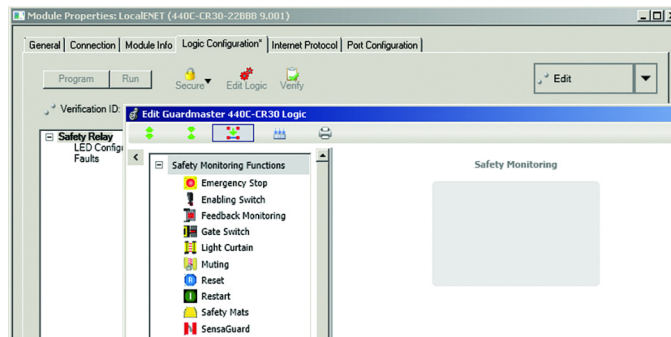 Module Properties: LocalENET (440C-CR30-22BBB 9.001)
General Connection Module Info Logic Configuration* Internet Protocol Port Configuration
Program Run Secure Edit Logic Verify Edit
Verification ID:
Edit Guardmaster 440C-CR30 Logic
Safety Relay
LED Config
Faults
Safety Monitoring Functions
Emergency Stop
Enabling Switch
Feedback Monitoring
Gate Switch
Light Curtain
Muting
Reset
Restart
Safety Mats
SensaGuard
Safety Monitoring